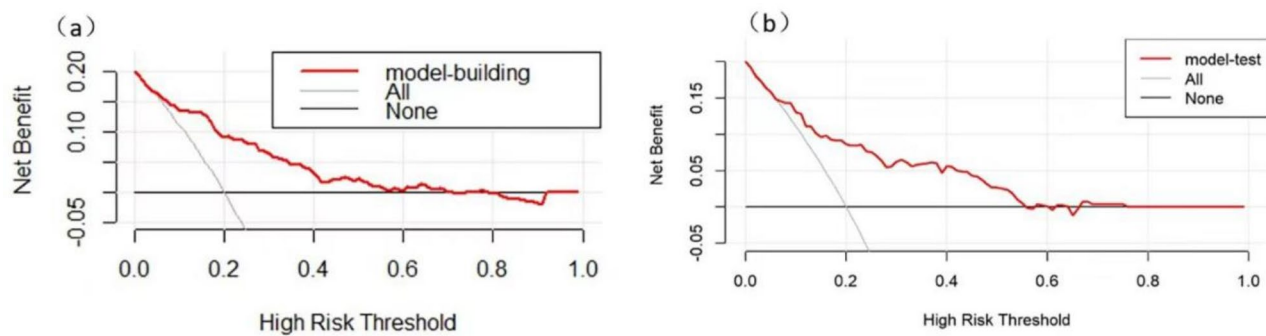 (a)
model-building
All
None
Net Benefit
0.20
0.10
-0.05
0.0 0.2 0.4 0.6 0.8 1.0
High Risk Threshold
(b)
model-test
All
None
Net Benefit
0.15
0.05
-0.05
0.0 0.2 0.4 0.6 0.8 1.0
High Risk Threshold